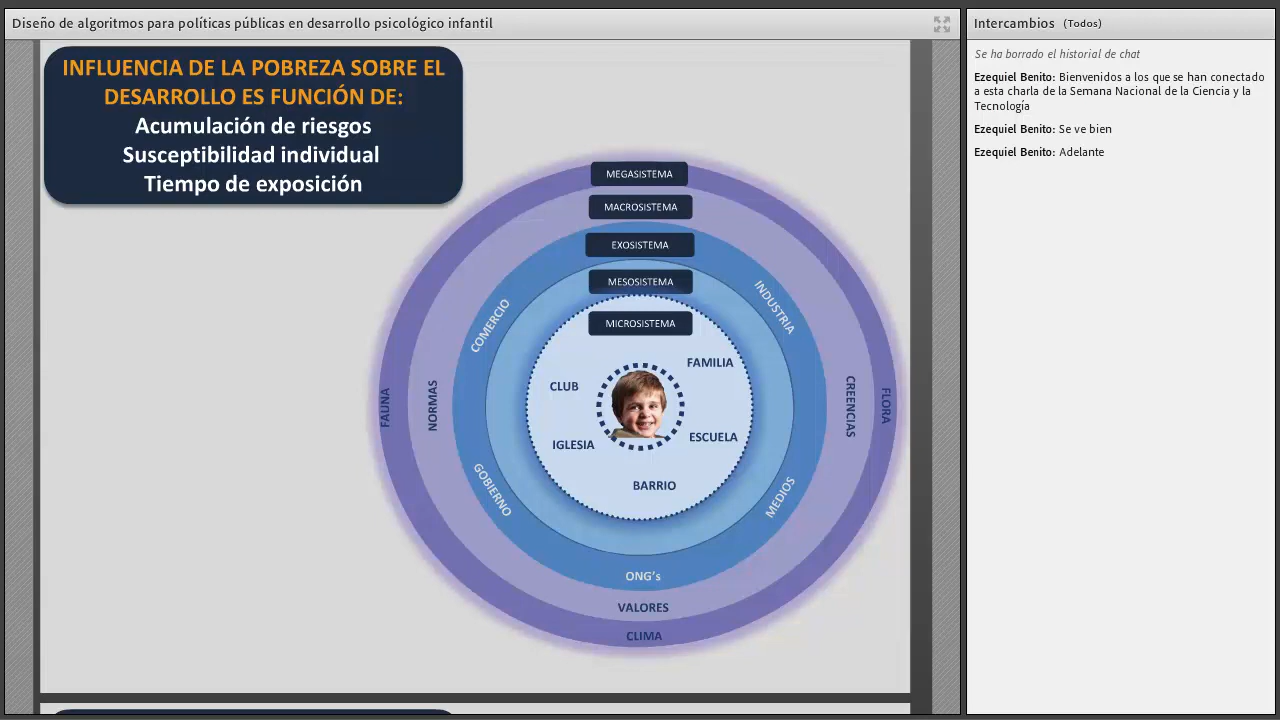 Diseño de algoritmos para políticas públicas en desarrollo psicológico infantil
INFLUENCIA DE LA POBREZA SOBRE EL
DESARROLLO ES FUNCIÓN DE:
Acumulación de riesgos
Susceptibilidad individual
Tiempo de exposición
MEGASISTEMA
MACROSISTEMA
EXOSISTEMA
MESOSISTEMA
MICROSISTEMA
COMERCIO
INDUSTRIA
FAMILIA
CLUB
FAUNA
NORMAS
CREENCIAS
FLORA
IGLESIA
ESCUELA
BARRIO
GOBIERNO
MEDIOS
ONG's
VALORES
CLIMA
Intercambios (Todos)
Se ha borrado el historial de chat
Ezequiel Benito: Bienvenidos a los que se han conectado
a esta charla de la Semana Nacional de la Ciencia y la
Tecnología
Ezequiel Benito: Se ve bien
Ezequiel Benito: Adelante